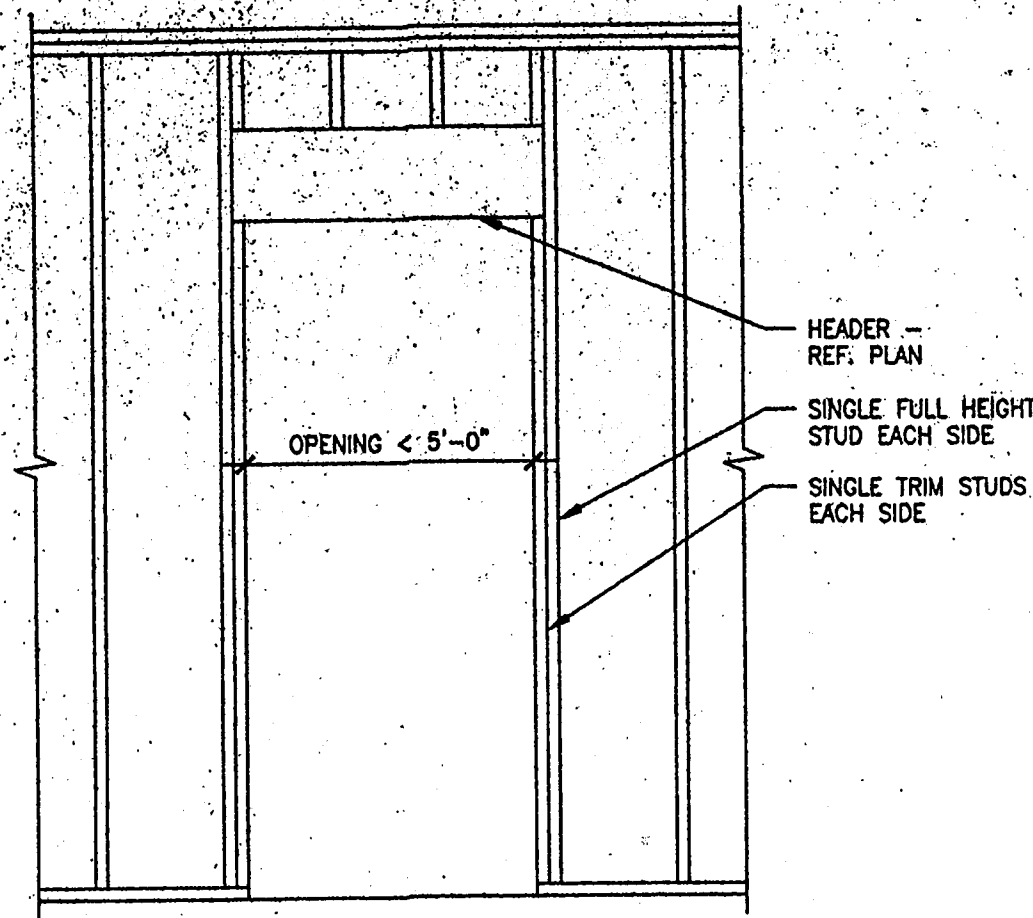 HEADER –
REF. PLAN
SINGLE FULL HEIGHT
STUD EACH SIDE
OPENING < 5'-0"
SINGLE TRIM STUDS
EACH SIDE